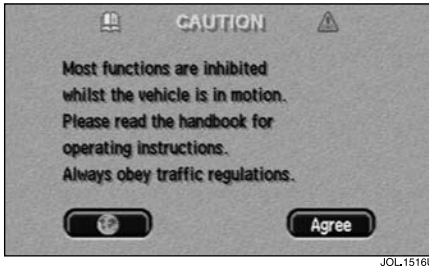 CAUTION
Most functions are inhibited
whilst the vehicle is in motion.
Please read the handbook for
operating instructions.
Always obey traffic regulations.
Agree
JOL.1516U